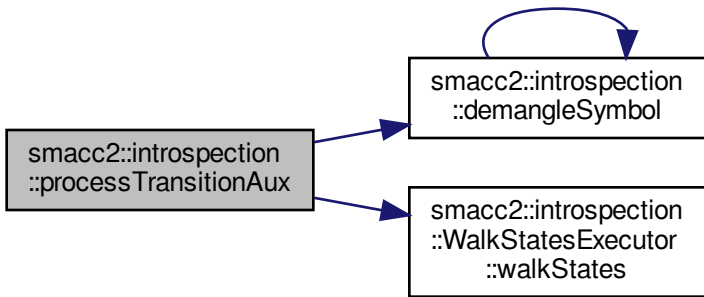 smacc2::introspection
::processTransitionAux
smacc2::introspection
::demangleSymbol
smacc2::introspection
::WalkStatesExecutor
::walkStates